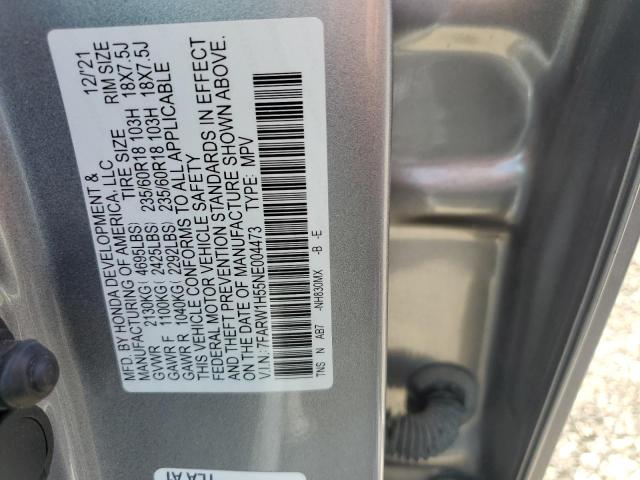 MFD. BY HONDA DEVELOPMENT & 12/'21
MANUFACTURING OF AMERICA, LLC
TIRE SIZE RIM SIZE
GVWR 2130KG( 4695LBS) 235/60R18 103H 18X7.5J
GAWR F 1100KG( 2425LBS) 235/60R18 103H 18X7.5J
GAWR R 1040KG( 2292LBS)
THIS VEHICLE CONFORMS TO ALL APPLICABLE
FEDERAL MOTOR VEHICLE SAFETY
AND THEFT PREVENTION STANDARDS IN EFFECT
ON THE DATE OF MANUFACTURE SHOWN ABOVE.
V.I.N.: 7FARW1H55NE004473 TYPE: MPV
TNS N AB7 -NH830MX -B -E